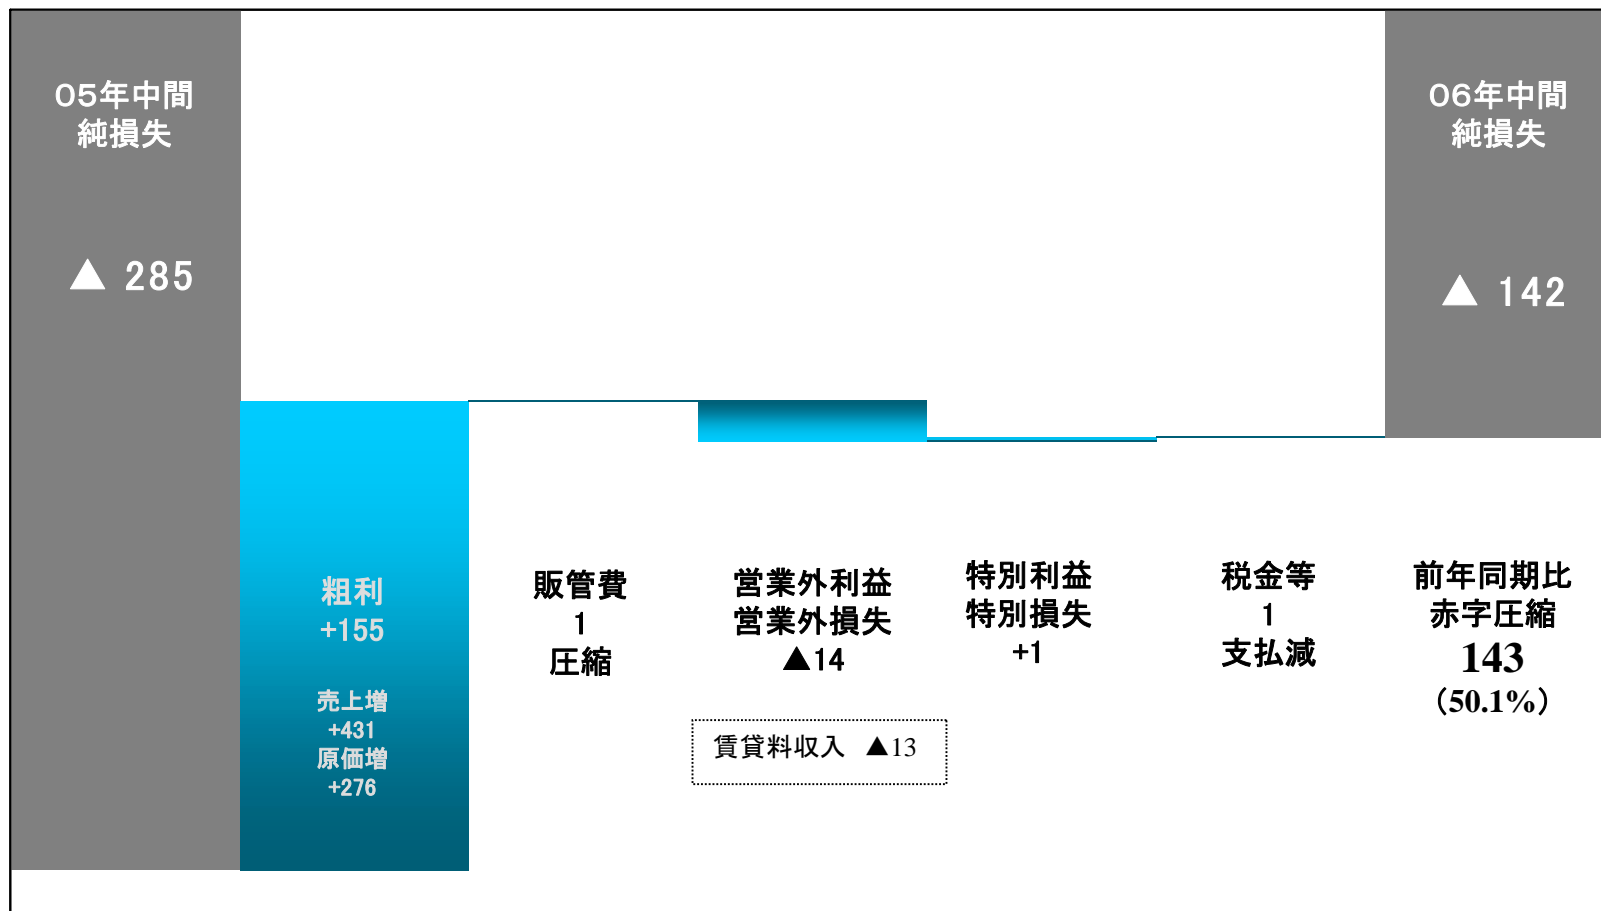 05年中間
純損失
▲ 285
粗利
+155
売上増
+431
原価増
+276
販管費
1
圧縮
営業外利益
営業外損失
▲14
賃貸料収入 ▲13
特別利益
特別損失
+1
税金等
1
支払減
06年中間
純損失
▲ 142
前年同期比
赤字圧縮
143
（50.1%）